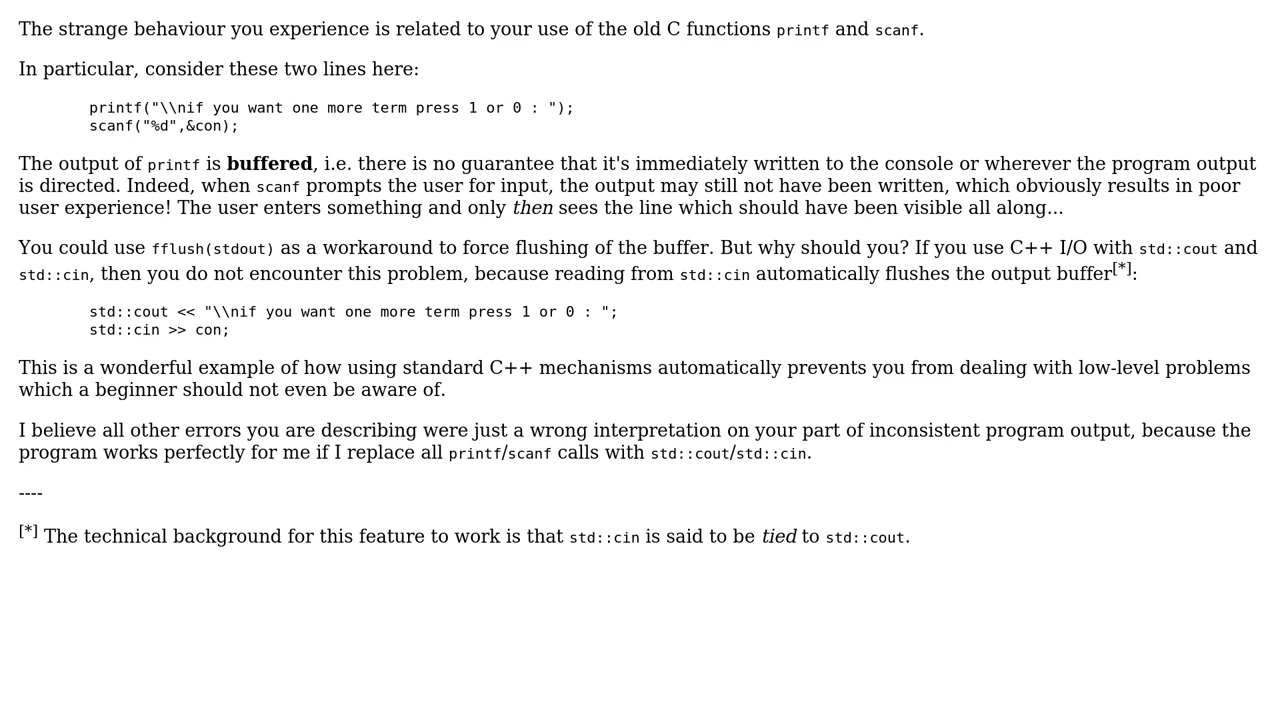 The strange behaviour you experience is related to your use of the old C functions printf and scanf.
In particular, consider these two lines here:
printf("\\nif you want one more term press 1 or 0 : ");
scanf("%d",&con);
The output of printf is buffered, i.e. there is no guarantee that it's immediately written to the console or wherever the program output
is directed. Indeed, when scanf prompts the user for input, the output may still not have been written, which obviously results in poor
user experience! The user enters something and only then sees the line which should have been visible all along...
You could use fflush(stdout) as a workaround to force flushing of the buffer. But why should you? If you use C++ I/O with std::cout and
std::cin, then you do not encounter this problem, because reading from std::cin automatically flushes the output buffer[*]:
std::cout << "\\nif you want one more term press 1 or 0 : ";
std::cin >> con;
This is a wonderful example of how using standard C++ mechanisms automatically prevents you from dealing with low-level problems
which a beginner should not even be aware of.
I believe all other errors you are describing were just a wrong interpretation on your part of inconsistent program output, because the
program works perfectly for me if I replace all printf/scanf calls with std::cout/std::cin.
----
[*] The technical background for this feature to work is that std::cin is said to be tied to std::cout.